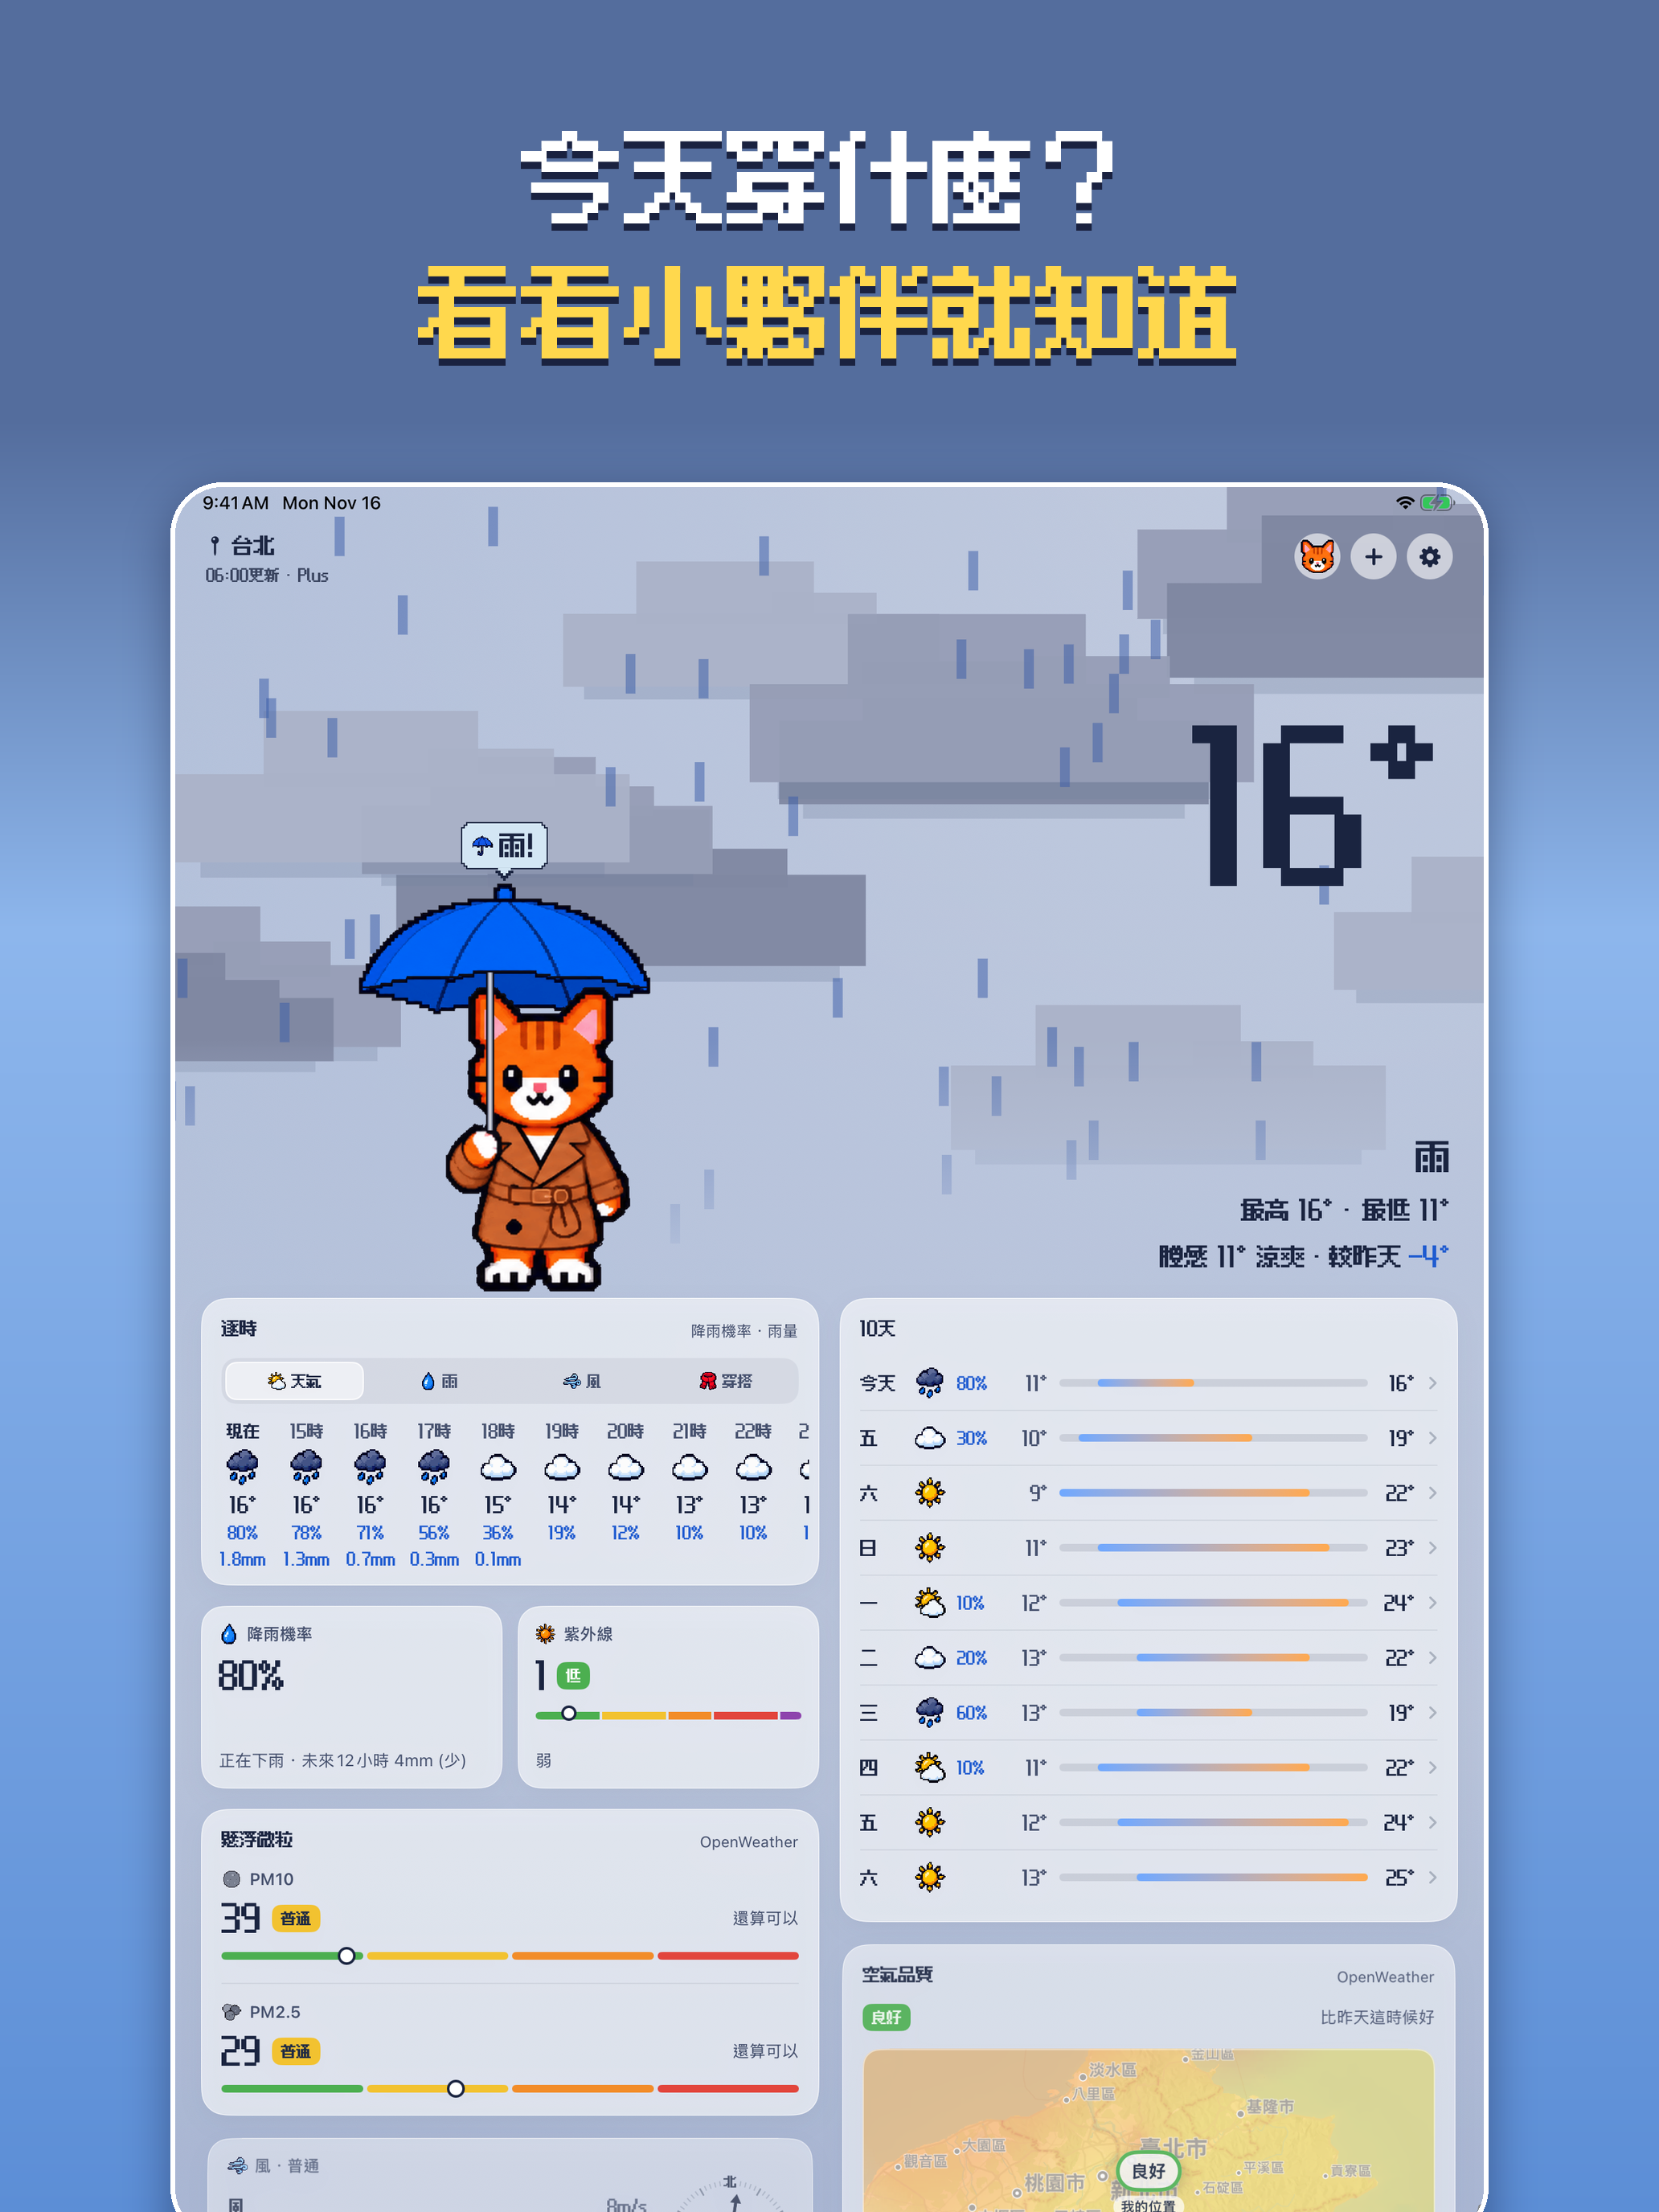 今天穿什麼？
看看小夥伴就知道
9:41 AM Mon Nov 16
台北
06:00更新 · Plus
16°
雨!
雨
最高 16° · 最低 11°
體感 11° 涼爽 · 較昨天 −4°
逐時 降雨機率 · 雨量
天氣 雨 風 穿搭
現在 15時 16時 17時 18時 19時 20時 21時 22時
16° 16° 16° 16° 15° 14° 14° 13° 13°
80% 78% 71% 56% 36% 19% 12% 10% 10%
1.8mm 1.3mm 0.7mm 0.3mm 0.1mm
降雨機率
80%
正在下雨 · 未來 12 小時 4mm (少)
紫外線
1 低
弱
懸浮微粒 OpenWeather
PM10
39 普通 還算可以
PM2.5
29 普通 還算可以
風 · 普通
風 8m/s
北
10天
今天 80% 11° 16°
五 30% 10° 19°
六 9° 22°
日 11° 23°
一 10% 12° 24°
二 20% 13° 22°
三 60% 13° 19°
四 10% 11° 22°
五 12° 24°
六 13° 25°
空氣品質 OpenWeather
良好 比昨天這時候好
金山區
淡水區
八里區
基隆市
臺北市
大園區
觀音區
良好
平溪區
貢寮區
桃園市
石碇區
我的位置